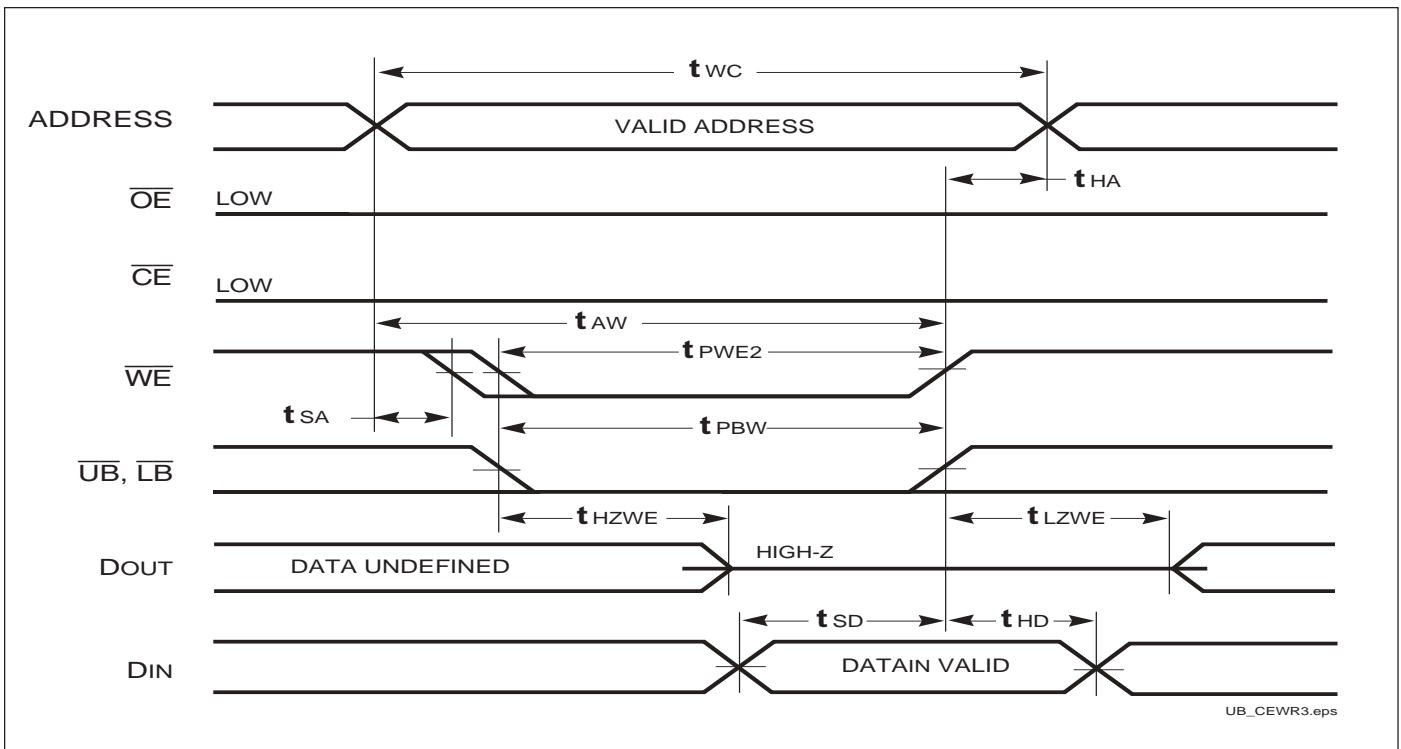 t WC
ADDRESS VALID ADDRESS
t HA
OE LOW
CE LOW
t AW
t PWE2
WE
t SA
t PBW
UB, LB
t HZWE t LZWE
DOUT DATA UNDEFINED HIGH-Z
t SD t HD
DIN DATAIN VALID
UB_CEWR3.eps